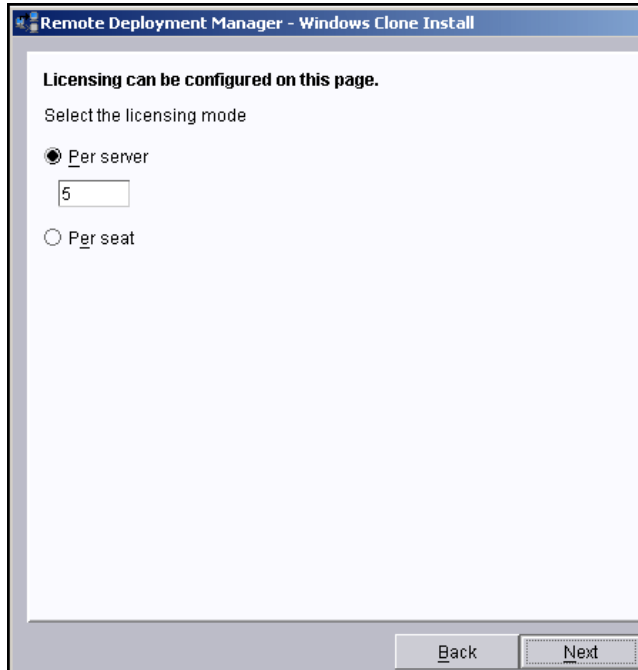 Remote Deployment Manager - Windows Clone Install
Licensing can be configured on this page.
Select the licensing mode
Per server
5
Per seat
Back
Next